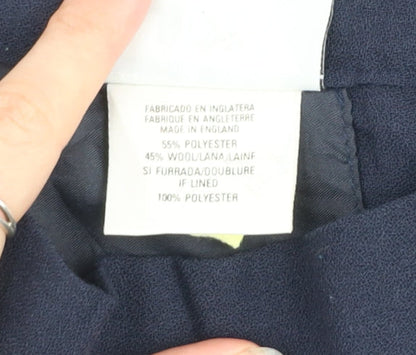 FABRICADO EN INGLATERA
FABRIQUE EN ANGLETERRE
MADE IN ENGLAND
55% POLYESTER
45% WOOL/LANA/LAINE
SI FURRADA/DOUBLURE
IF LINED
100% POLYESTER